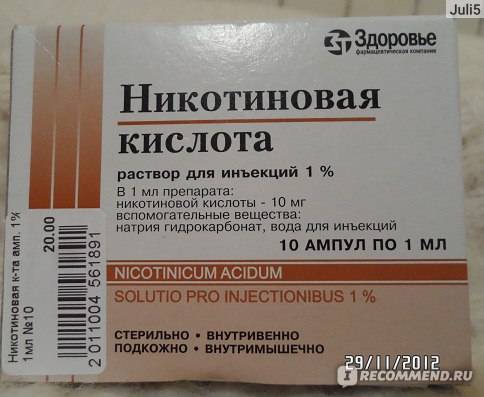 Juli5
Здоровье
фармацевтическая компания
Никотиновая
кислота
раствор для инъекций 1 %
В 1 мл препарата:
никотиновой кислоты - 10 мг
вспомогательные вещества:
натрия гидрокарбонат, вода для инъекций
10 АМПУЛ ПО 1 МЛ
NICOTINICUM ACIDUM
SOLUTIO PRO INJECTIONIBUS 1 %
СТЕРИЛЬНО • ВНУТРИВЕННО
ПОДКОЖНО • ВНУТРИМЫШЕЧНО
Никотиновая к-та амп. 1%
1мл №10
20.00
2 011004 561891
29/11/2012
IRECOMMEND.RU